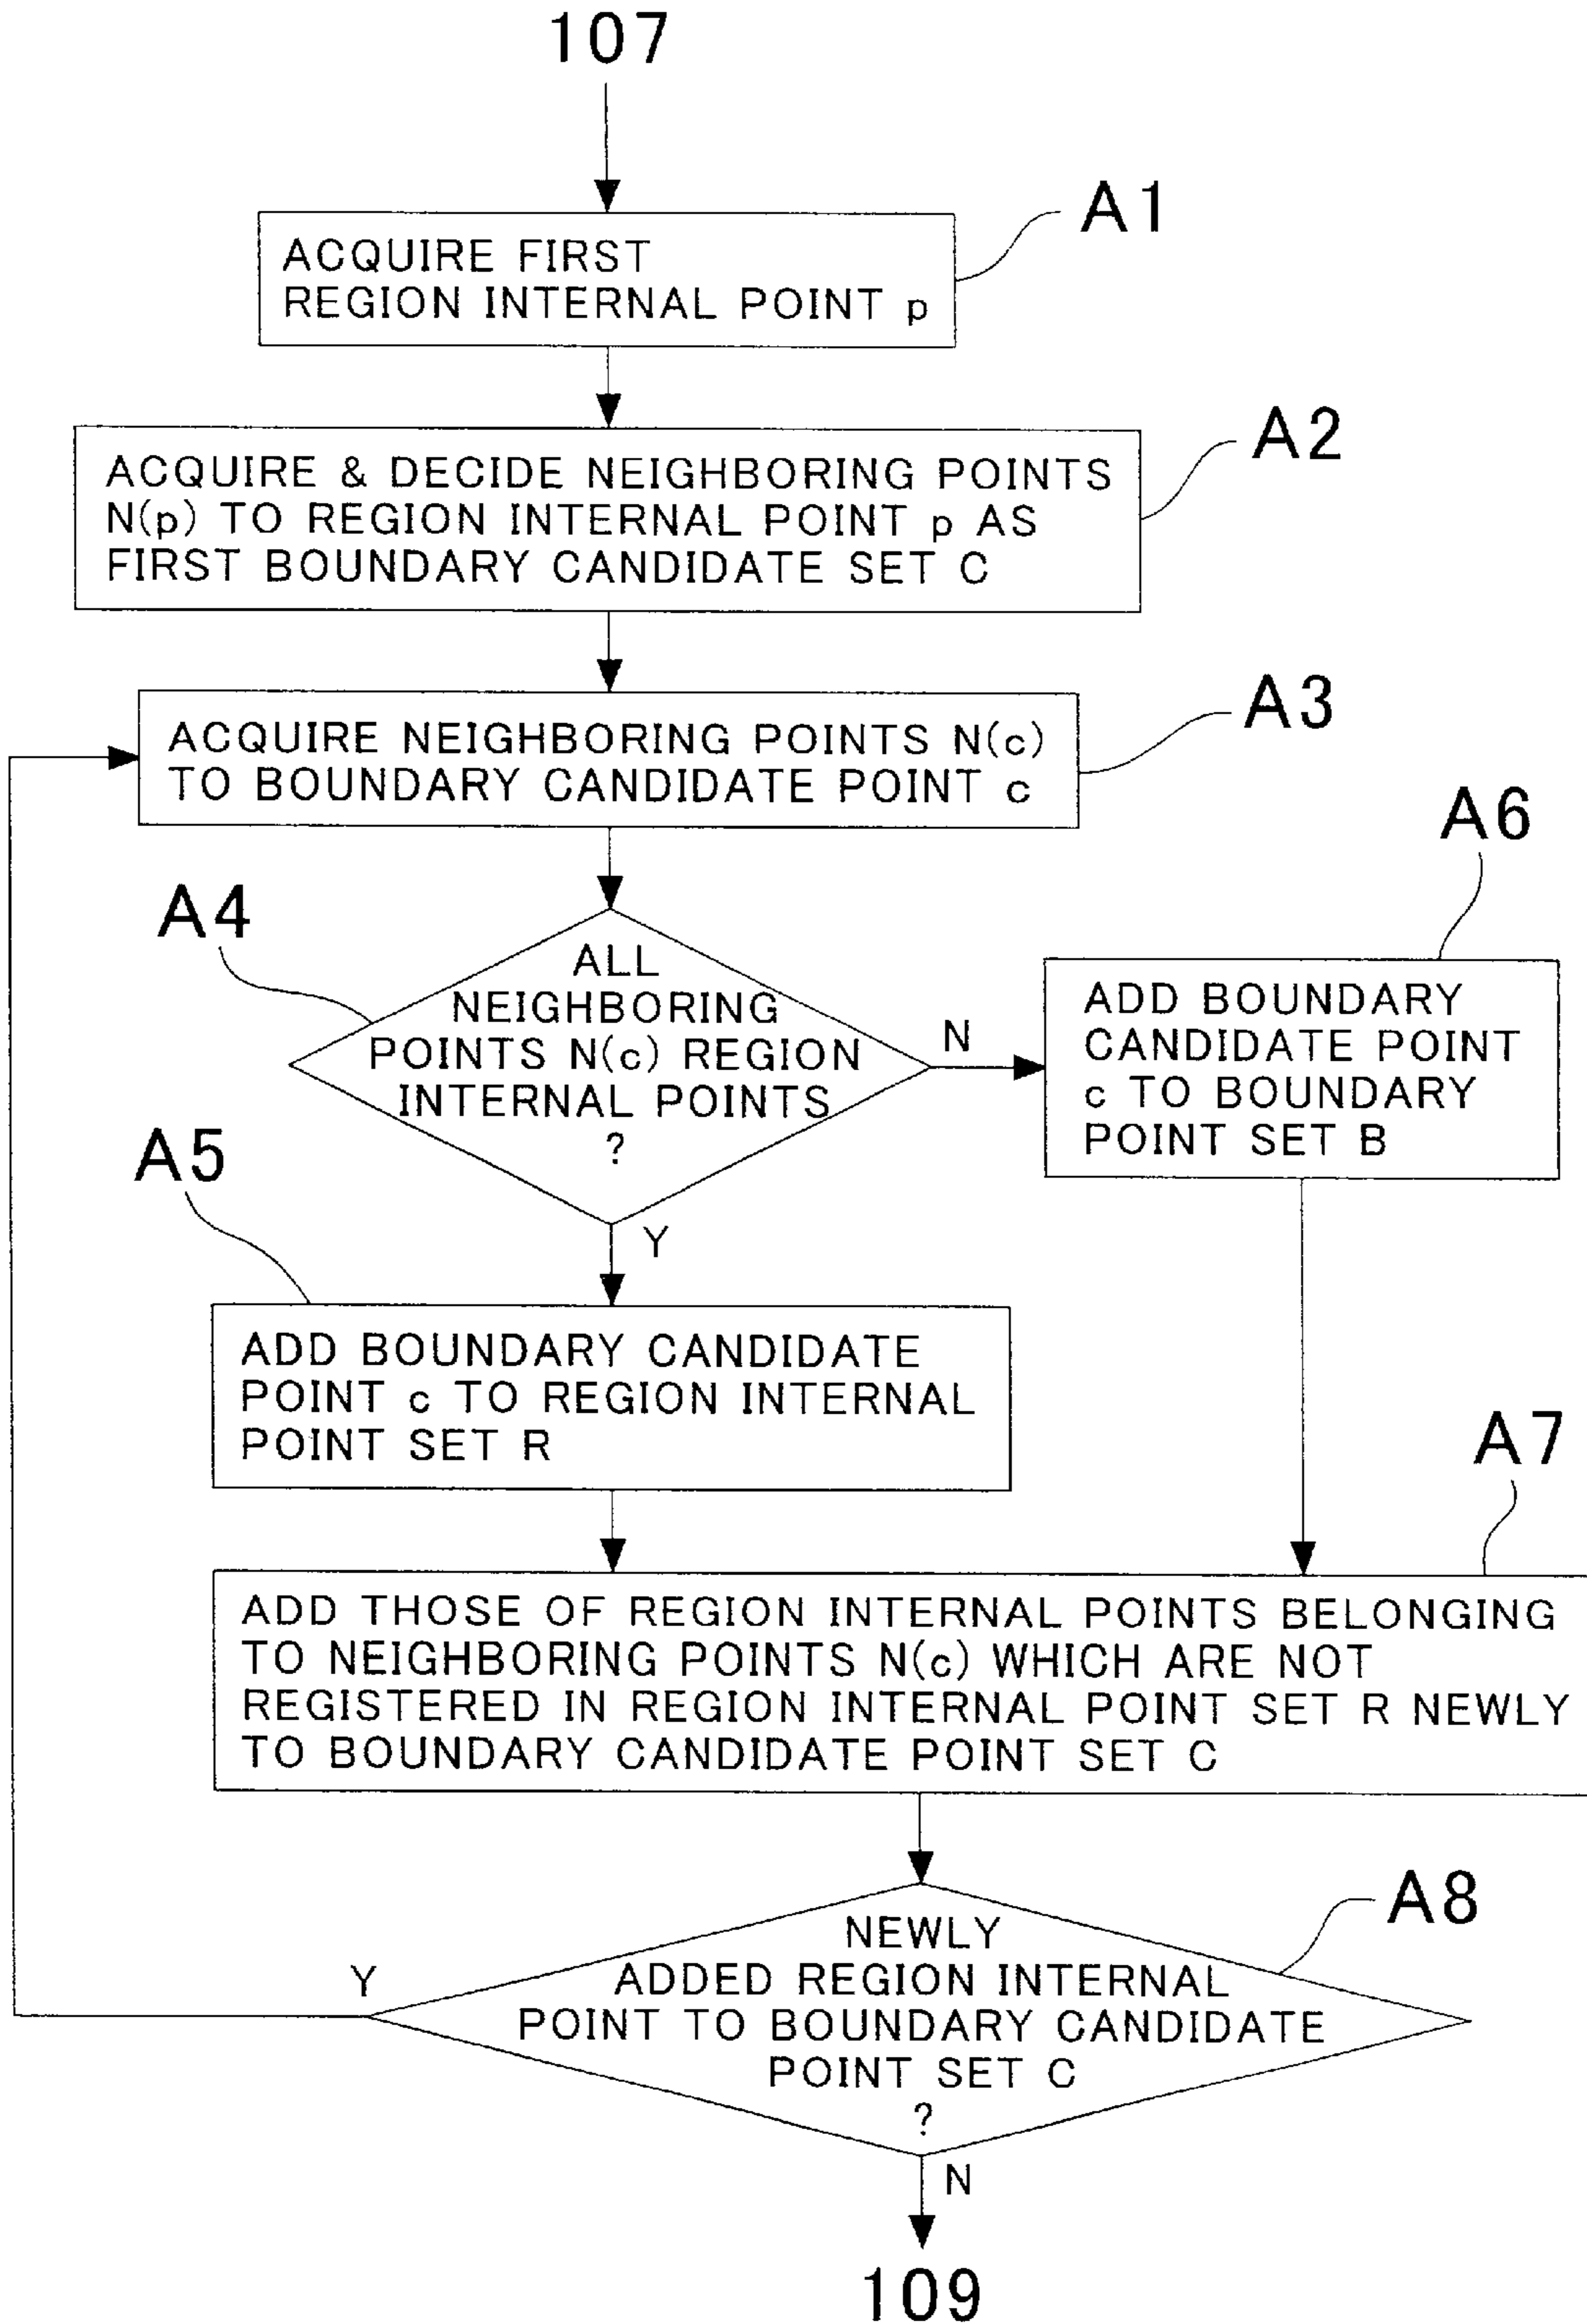 107
A1
ACQUIRE FIRST
REGION INTERNAL POINT p
A2
ACQUIRE & DECIDE NEIGHBORING POINTS
N(p) TO REGION INTERNAL POINT p AS
FIRST BOUNDARY CANDIDATE SET C
A3
ACQUIRE NEIGHBORING POINTS N(c)
TO BOUNDARY CANDIDATE POINT c
A4
ALL
NEIGHBORING
POINTS N(c) REGION
INTERNAL POINTS
?
N
Y
A6
ADD BOUNDARY
CANDIDATE POINT
c TO BOUNDARY
POINT SET B
A5
ADD BOUNDARY CANDIDATE
POINT c TO REGION INTERNAL
POINT SET R
A7
ADD THOSE OF REGION INTERNAL POINTS BELONGING
TO NEIGHBORING POINTS N(c) WHICH ARE NOT
REGISTERED IN REGION INTERNAL POINT SET R NEWLY
TO BOUNDARY CANDIDATE POINT SET C
A8
NEWLY
ADDED REGION INTERNAL
POINT TO BOUNDARY CANDIDATE
POINT SET C
?
Y
N
109